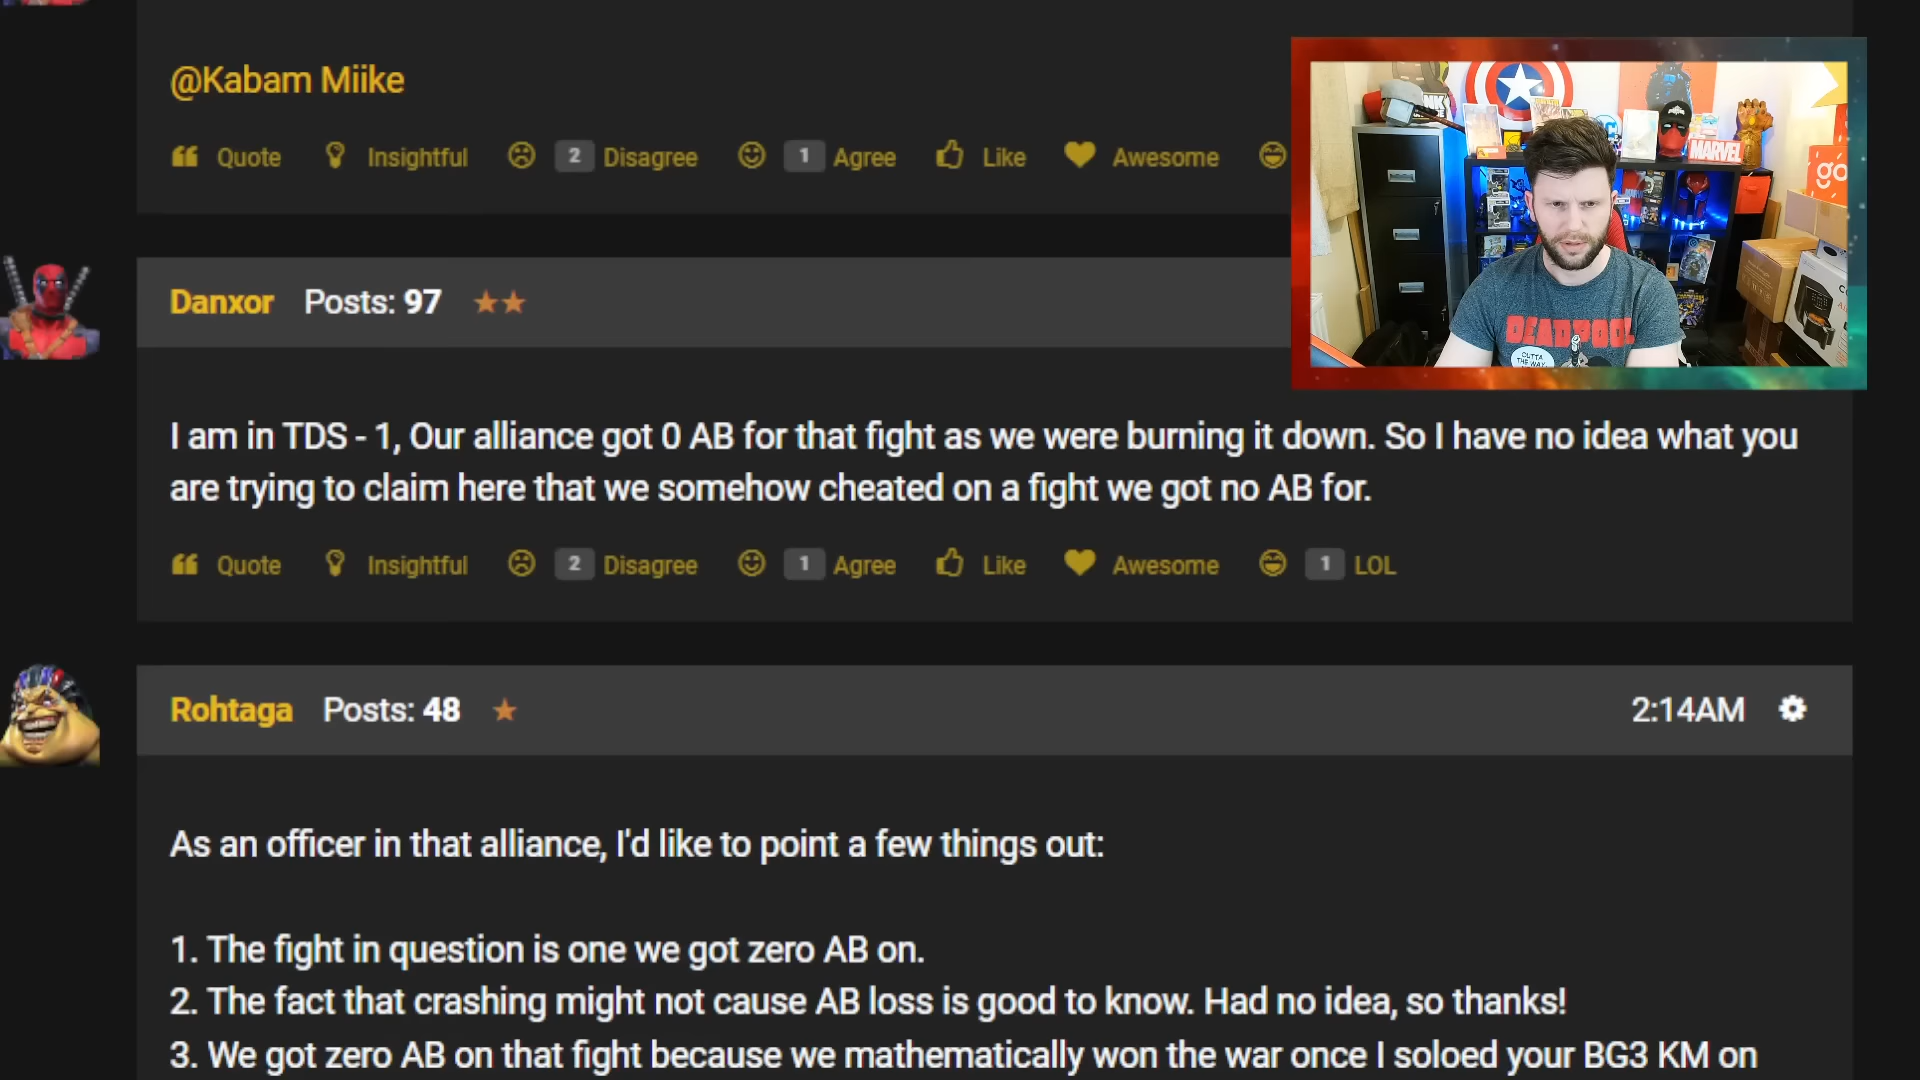 @Kabam Miike
Quote Insightful 2 Disagree 1 Agree Like Awesome
MARVEL
go
DEADPOOL
OUTTA
THE WAY,
Danxor Posts: 97
I am in TDS - 1, Our alliance got 0 AB for that fight as we were burning it down. So I have no idea what you
are trying to claim here that we somehow cheated on a fight we got no AB for.
Quote Insightful 2 Disagree 1 Agree Like Awesome 1 LOL
Rohtaga Posts: 48 2:14AM
As an officer in that alliance, I'd like to point a few things out:
1. The fight in question is one we got zero AB on.
2. The fact that crashing might not cause AB loss is good to know. Had no idea, so thanks!
3. We got zero AB on that fight because we mathematically won the war once I soloed your BG3 KM on